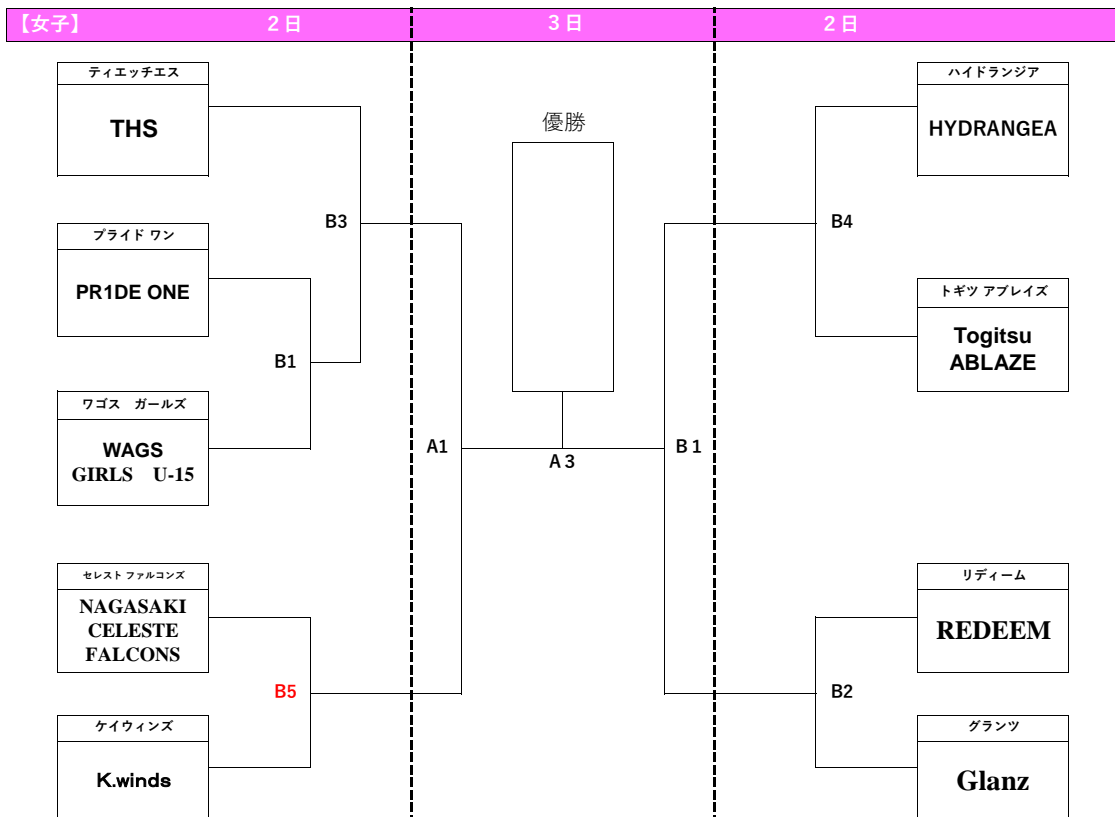 【女子】 2日 3日 2日
ティエッチエス
THS
プライド ワン
PR1DE ONE
ワゴス　ガールズ
WAGS
GIRLS　U-15
セレスト ファルコンズ
NAGASAKI
CELESTE
FALCONS
ケイウィンズ
K.winds
B3
B1
B5
A1
優勝
A３
B１
B4
B2
ハイドランジア
HYDRANGEA
トギツ アブレイズ
Togitsu
ABLAZE
リディーム
REDEEM
グランツ
Glanz